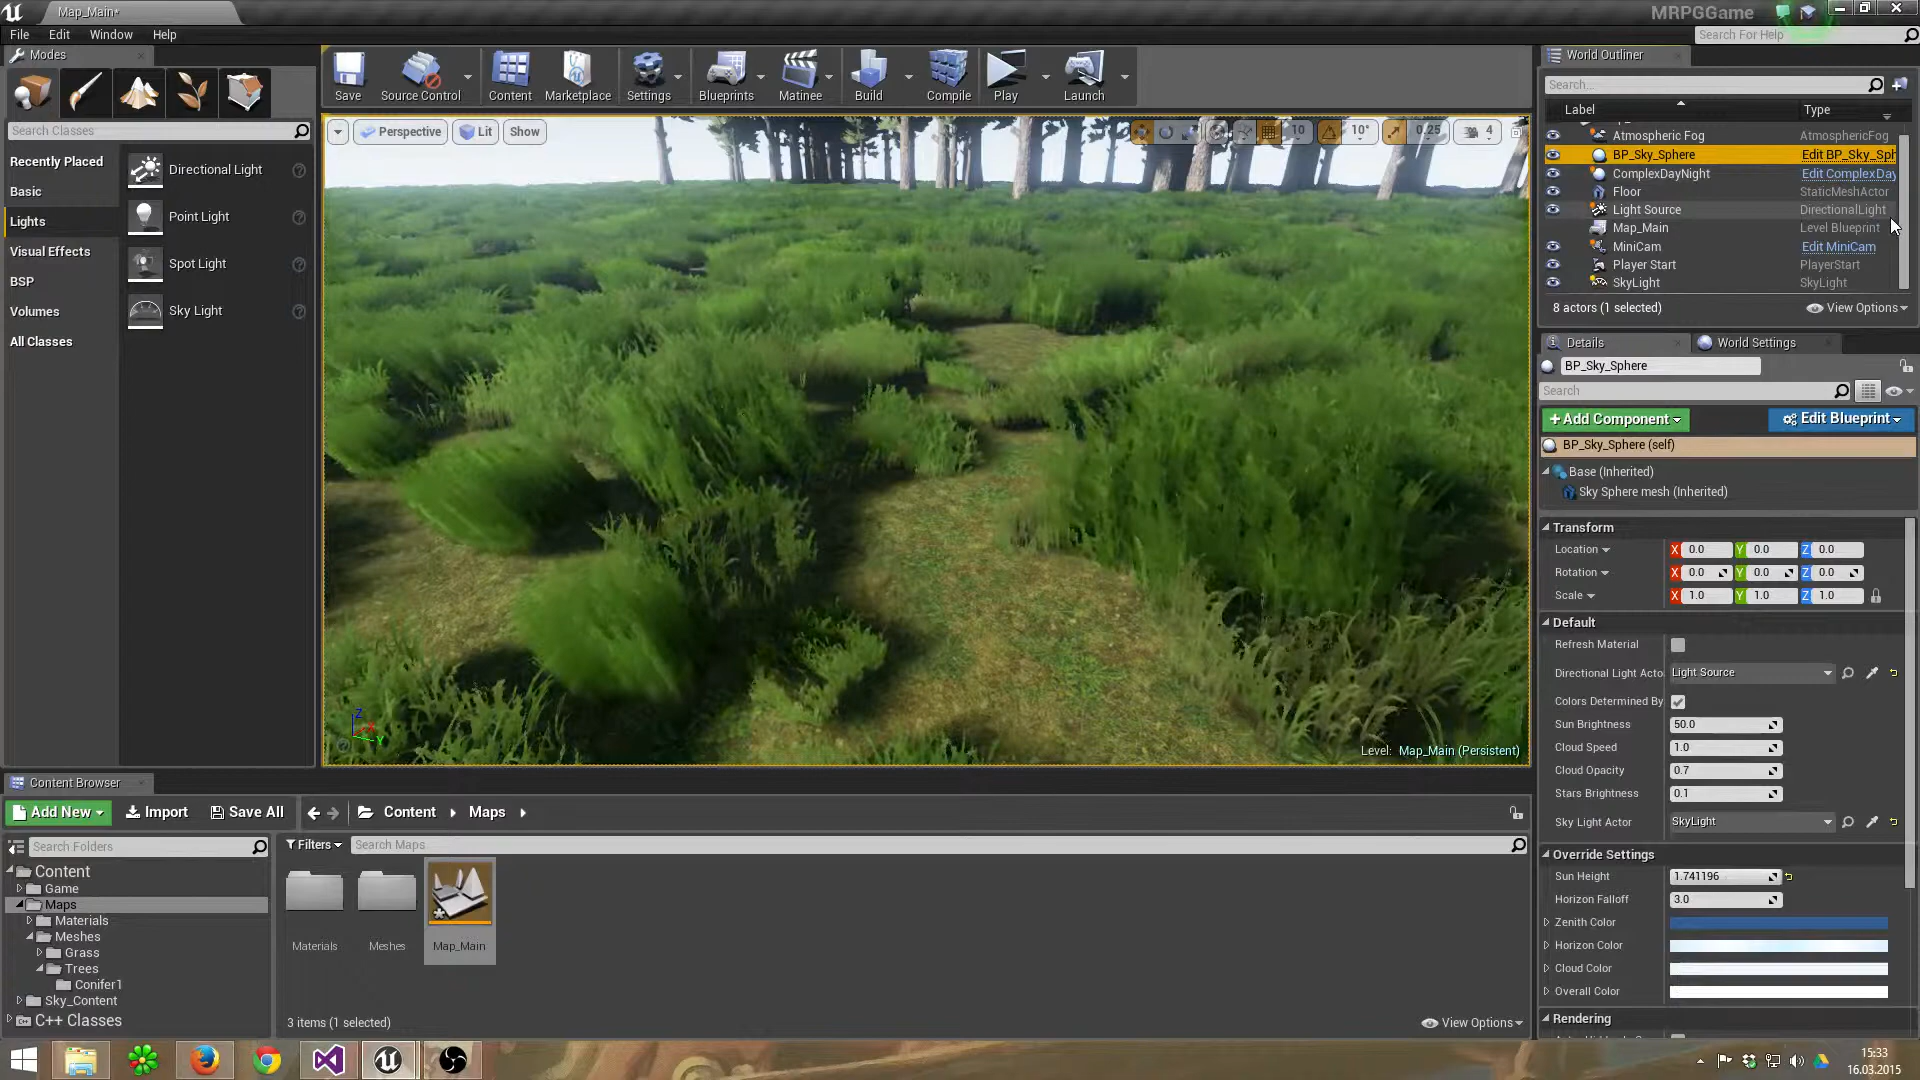 Map_Main*
MRPGGame
File Edit Window Help
Search For Help
Modes
Save Source Control Content Marketplace Settings Blueprints Matinee Build Compile Play Launch
World Outliner
Search...
Label Type
Search Classes
Perspective Lit Show
10 10° 0.25 4
Recently Placed
Basic
Lights
Visual Effects
BSP
Volumes
All Classes
Directional Light
Point Light
Spot Light
Sky Light
Atmospheric Fog AtmosphericFog
BP_Sky_Sphere Edit BP_Sky_Sph
ComplexDayNight Edit ComplexDay
Floor StaticMeshActor
Light Source DirectionalLight
Map_Main Level Blueprint
MiniCam Edit MiniCam
Player Start PlayerStart
SkyLight SkyLight
8 actors (1 selected) View Options
Details World Settings
BP_Sky_Sphere
Search
+Add Component Edit Blueprint
BP_Sky_Sphere (self)
Base (Inherited)
Sky Sphere mesh (Inherited)
Transform
Location X 0.0 Y 0.0 Z 0.0
Rotation X 0.0 Y 0.0 Z 0.0
Scale X 1.0 Y 1.0 Z 1.0
Default
Refresh Material
Directional Light Acto Light Source
Colors Determined By
Sun Brightness 50.0
Cloud Speed 1.0
Cloud Opacity 0.7
Stars Brightness 0.1
Sky Light Actor SkyLight
Override Settings
Sun Height 1.741196
Horizon Falloff 3.0
Zenith Color
Horizon Color
Cloud Color
Overall Color
Rendering
Z X Y
Level: Map_Main (Persistent)
Content Browser
Add New Import Save All Content Maps
Search Folders
Filters Search Maps
Content
Game
Maps
Materials
Meshes
Grass
Trees
Conifer1
Sky_Content
C++ Classes
Materials Meshes Map_Main
3 items (1 selected) View Options
15:33
16.03.2015